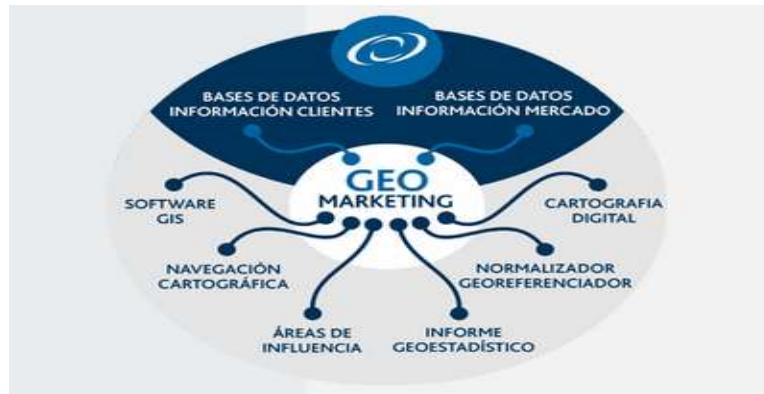 BASES DE DATOS
INFORMACIÓN CLIENTES
BASES DE DATOS
INFORMACIÓN MERCADO
GEO
MARKETING
SOFTWARE
GIS
CARTOGRAFIA
DIGITAL
NAVEGACIÓN
CARTOGRÁFICA
NORMALIZADOR
GEOREFERENCIADOR
ÁREAS DE
INFLUENCIA
INFORME
GEOESTADÍSTICO